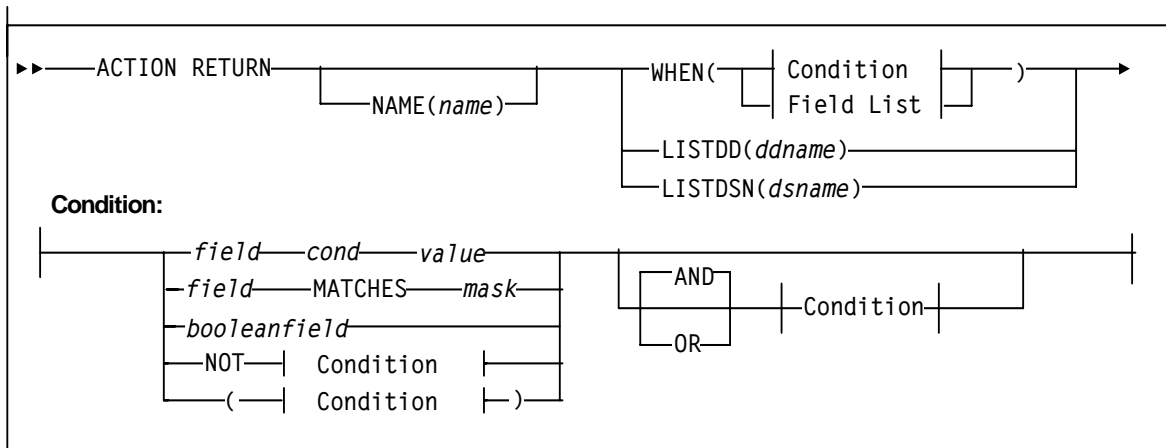 ACTION RETURN WHEN( Condition )
NAME(name) Field List
LISTDD(ddname)
LISTDSN(dsname)
Condition:
field cond value
field MATCHES mask AND
booleanfield Condition
NOT Condition OR
( Condition )